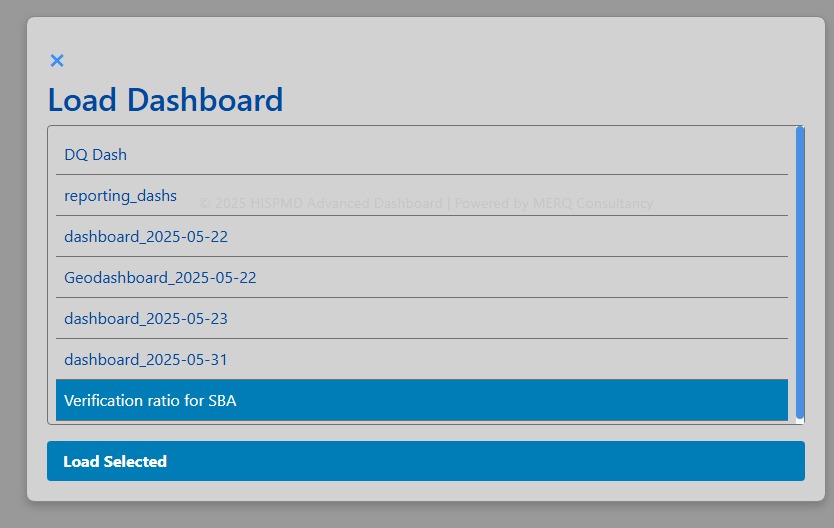 ×
Load Dashboard
DQ Dash
reporting_dashs
© 2025 HISPMD Advanced Dashboard | Powered by MERQ Consultancy
dashboard_2025-05-22
Geodashboard_2025-05-22
dashboard_2025-05-23
dashboard_2025-05-31
Verification ratio for SBA
Load Selected